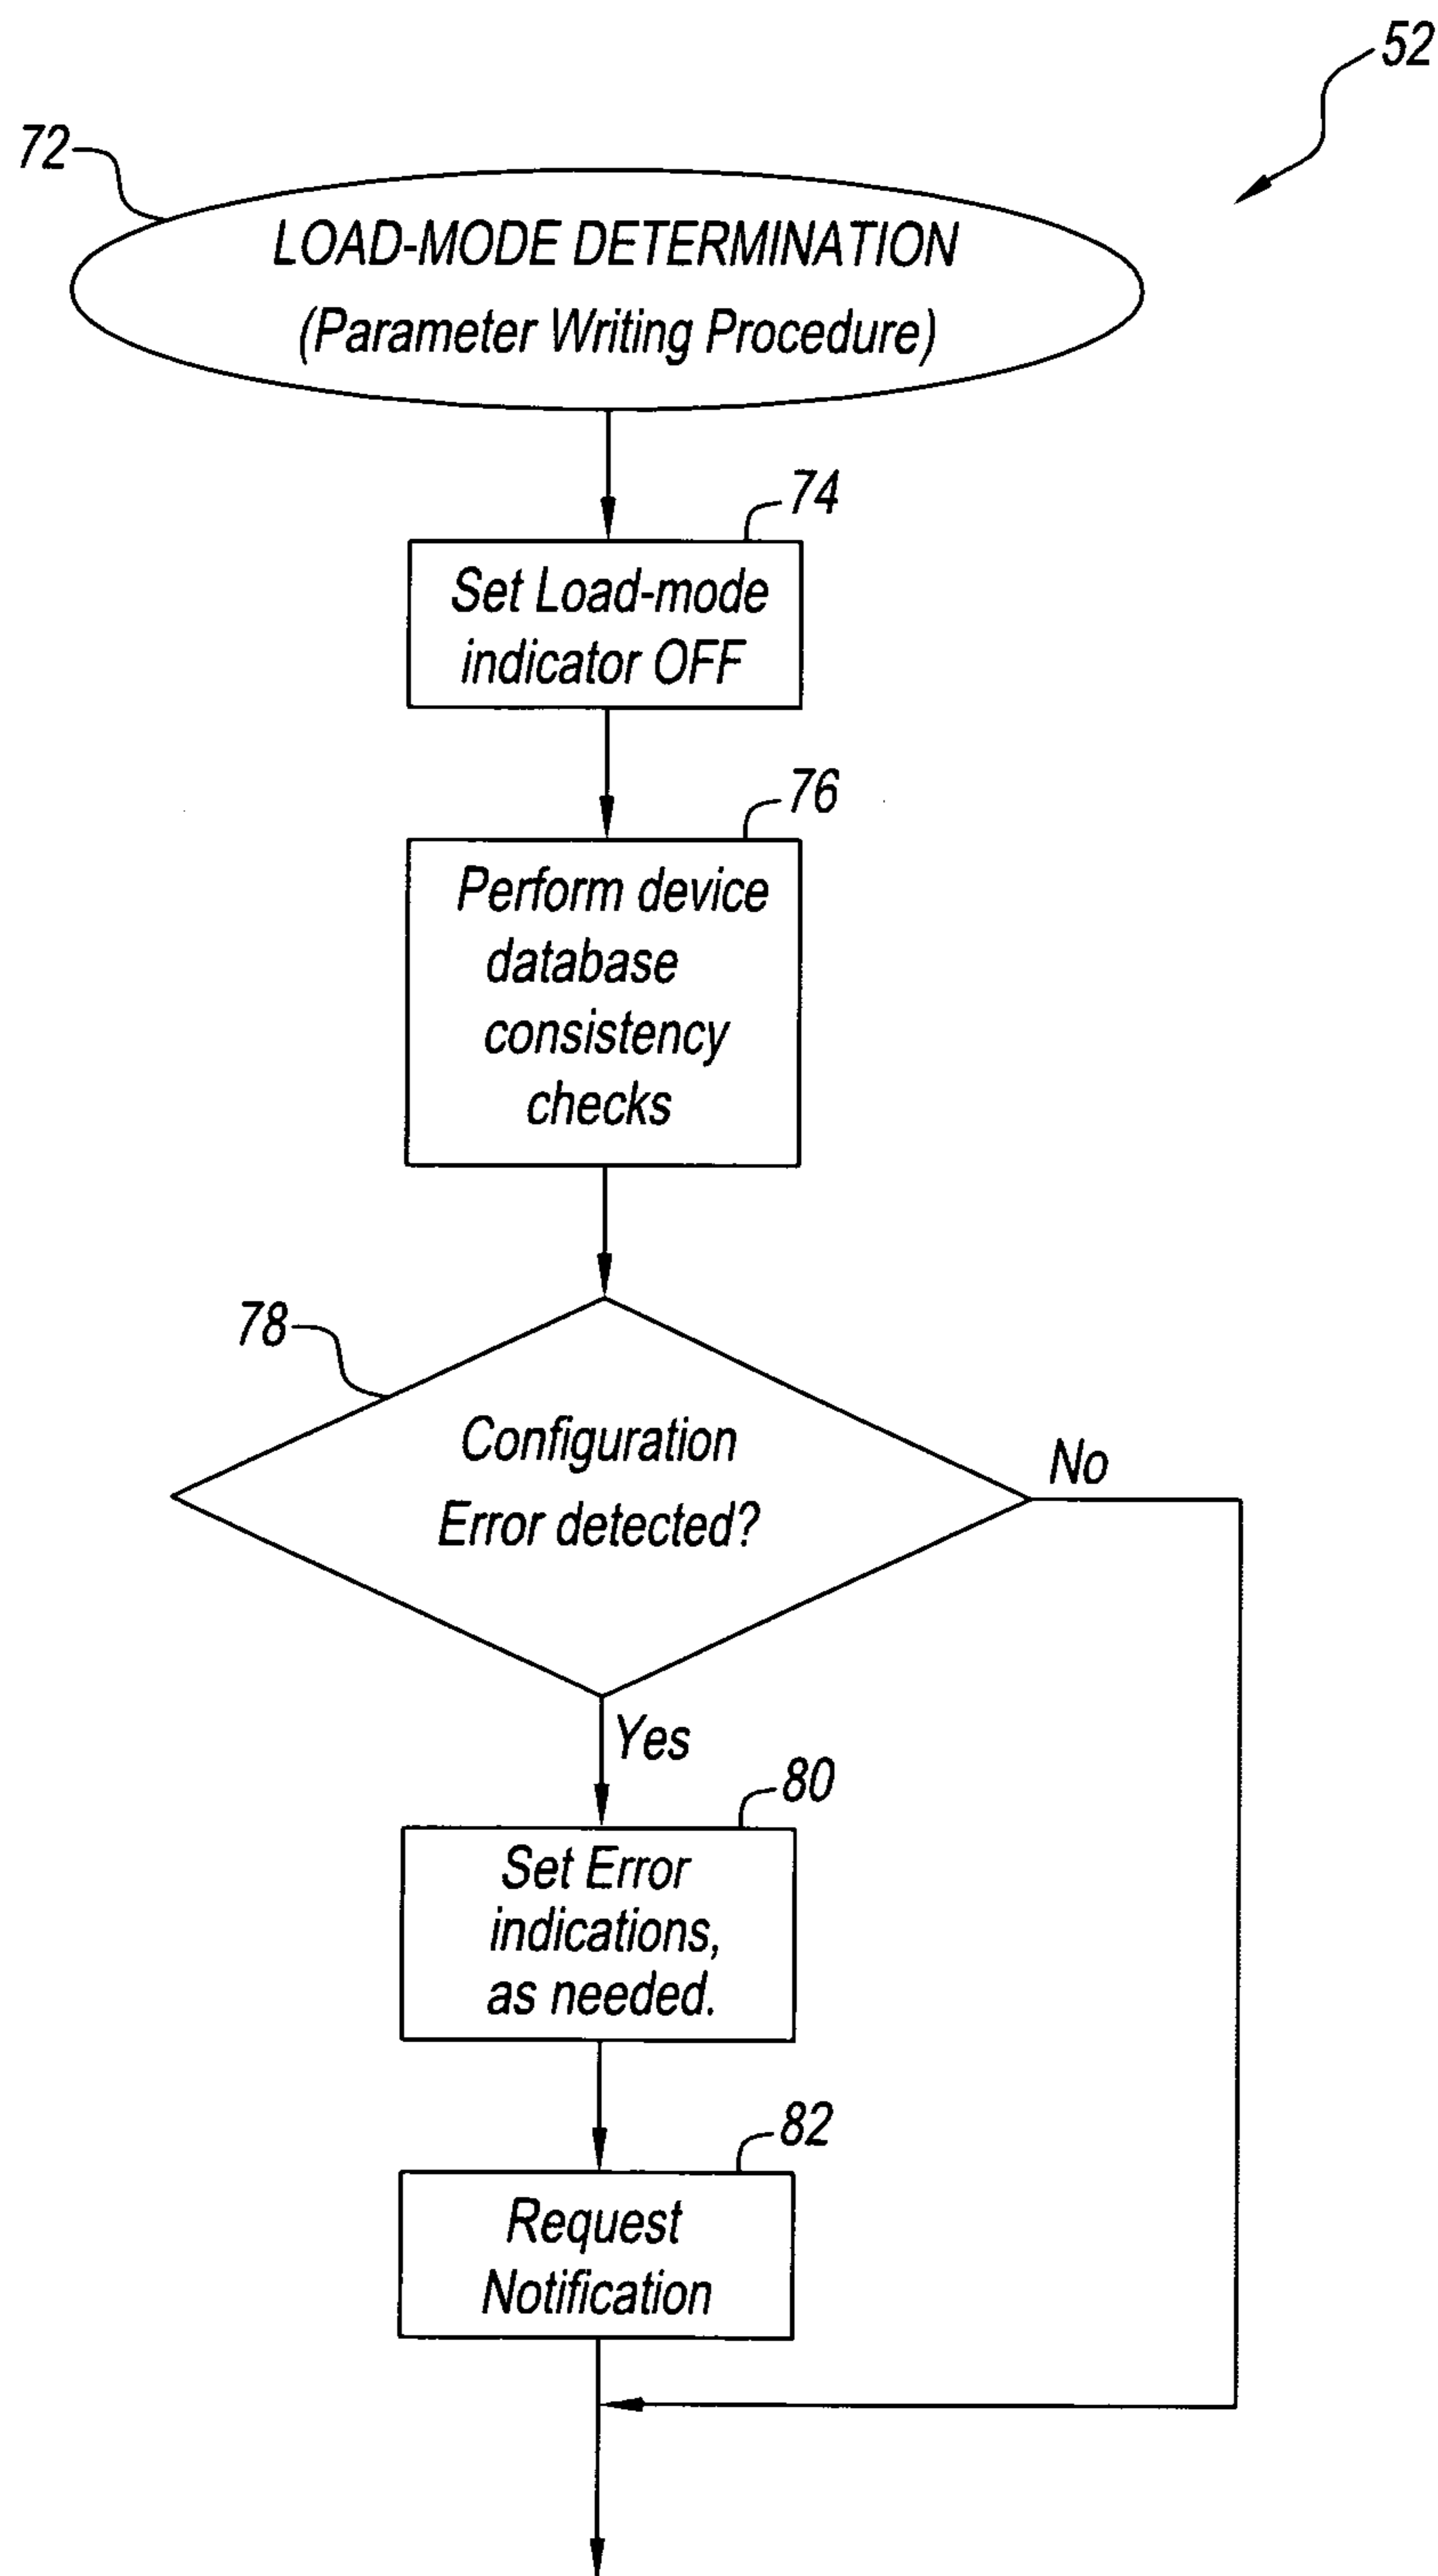 52
72
LOAD-MODE DETERMINATION
(Parameter Writing Procedure)
74
Set Load-mode
indicator OFF
76
Perform device
database
consistency
checks
78
Configuration
Error detected?
No
Yes
80
Set Error
indications,
as needed.
82
Request
Notification